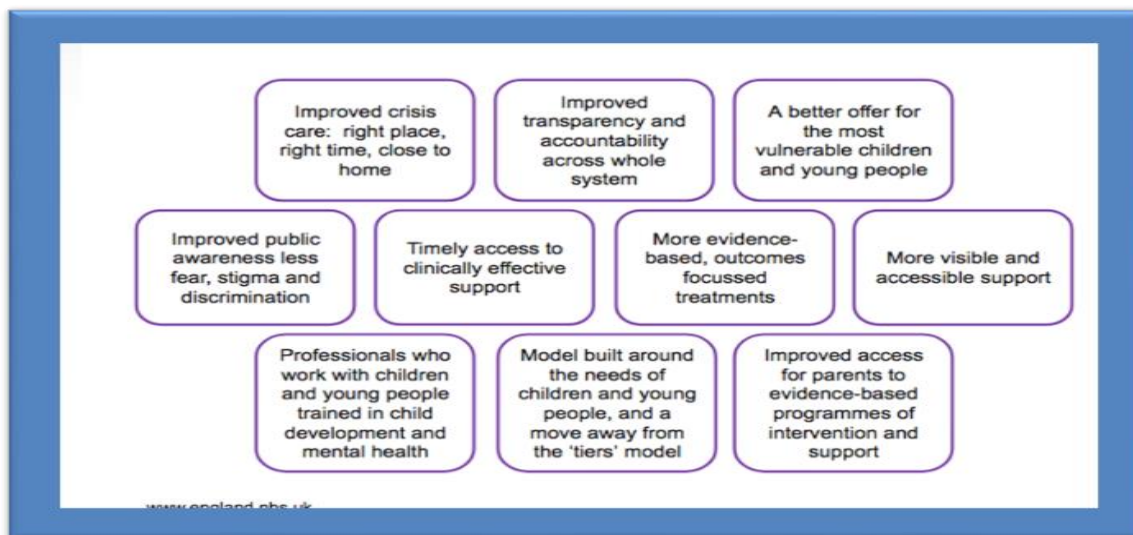 Improved crisis
care: right place,
right time, close to
home
Improved
transparency and
accountability
across whole
system
A better offer for
the most
vulnerable children
and young people
Improved public
awareness less
fear, stigma and
discrimination
Timely access to
clinically effective
support
More evidence-
based, outcomes
focussed
treatments
More visible and
accessible support
Professionals who
work with children
and young people
trained in child
development and
mental health
Model built around
the needs of
children and young
people, and a
move away from
the 'tiers' model
Improved access
for parents to
evidence-based
programmes of
intervention and
support
www.england.nhs.uk